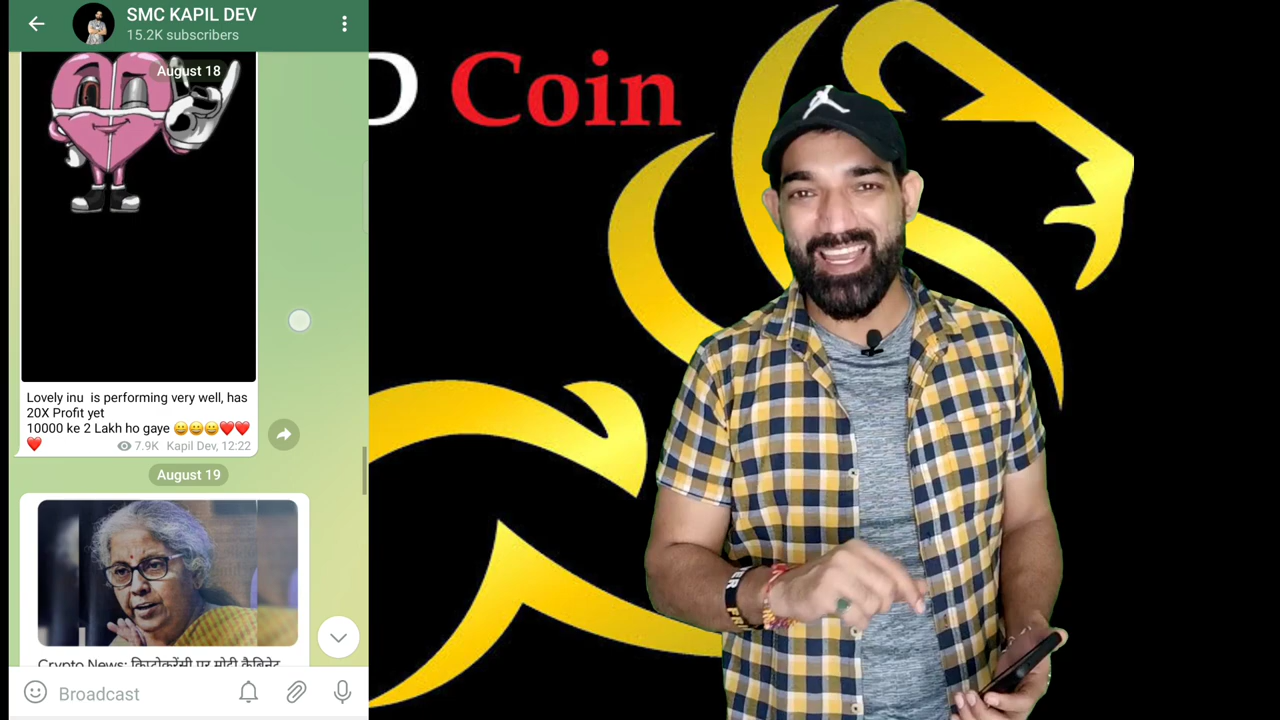 SMC KAPIL DEV
15.2K subscribers
August 18
Lovely inu is performing very well, has
20X Profit yet
10000 ke 2 Lakh ho gaye 😀😀😀❤️❤️
❤️ 7.9K Kapil Dev, 12:22
August 19
Crypto News: क्रिप्टोकरेंसी पर मोदी कैबिनेट
Broadcast
D Coin